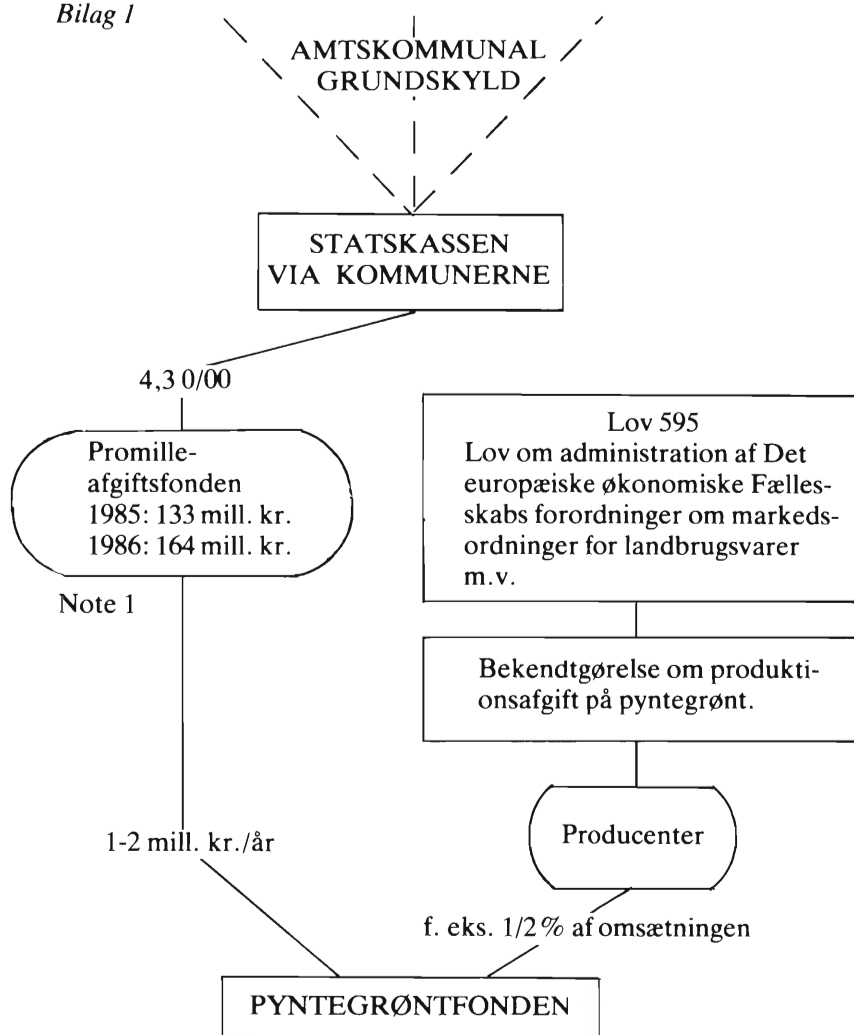 Bilag 1
AMTSKOMMUNAL
GRUNDSKYLD
STATSKASSEN
VIA KOMMUNERNE
4,3 0/00
Promille-
afgiftsfonden
1985: 133 mill. kr.
1986: 164 mill. kr.
Note 1
Lov 595
Lov om administration af Det
europæiske økonomiske Fælles-
skabs forordninger om markeds-
ordninger for landbrugsvarer
m.v.
Bekendtgørelse om produkti-
onsafgift på pyntegrønt.
Producenter
1-2 mill. kr./år
f. eks. 1/2% af omsætningen
PYNTEGRØNTFONDEN